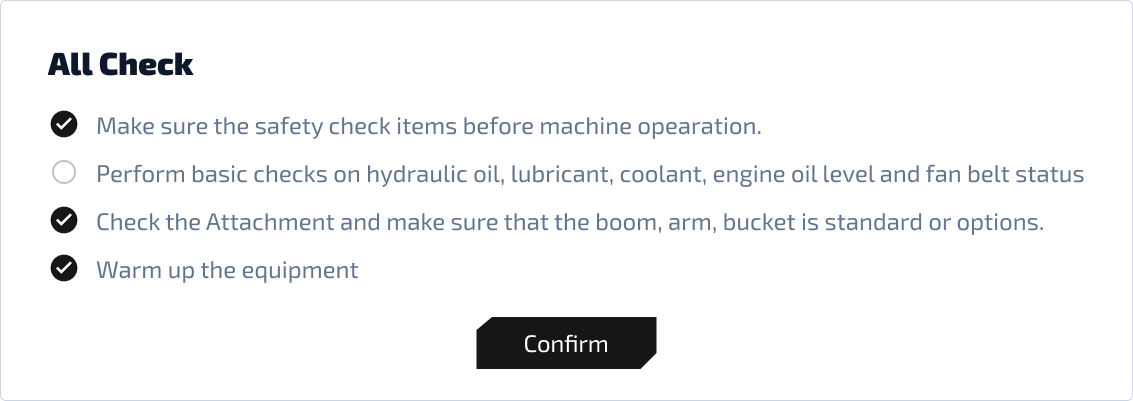 All Check
Make sure the safety check items before machine opearation.
Perform basic checks on hydraulic oil, lubricant, coolant, engine oil level and fan belt status
Check the Attachment and make sure that the boom, arm, bucket is standard or options.
Warm up the equipment
Confirm